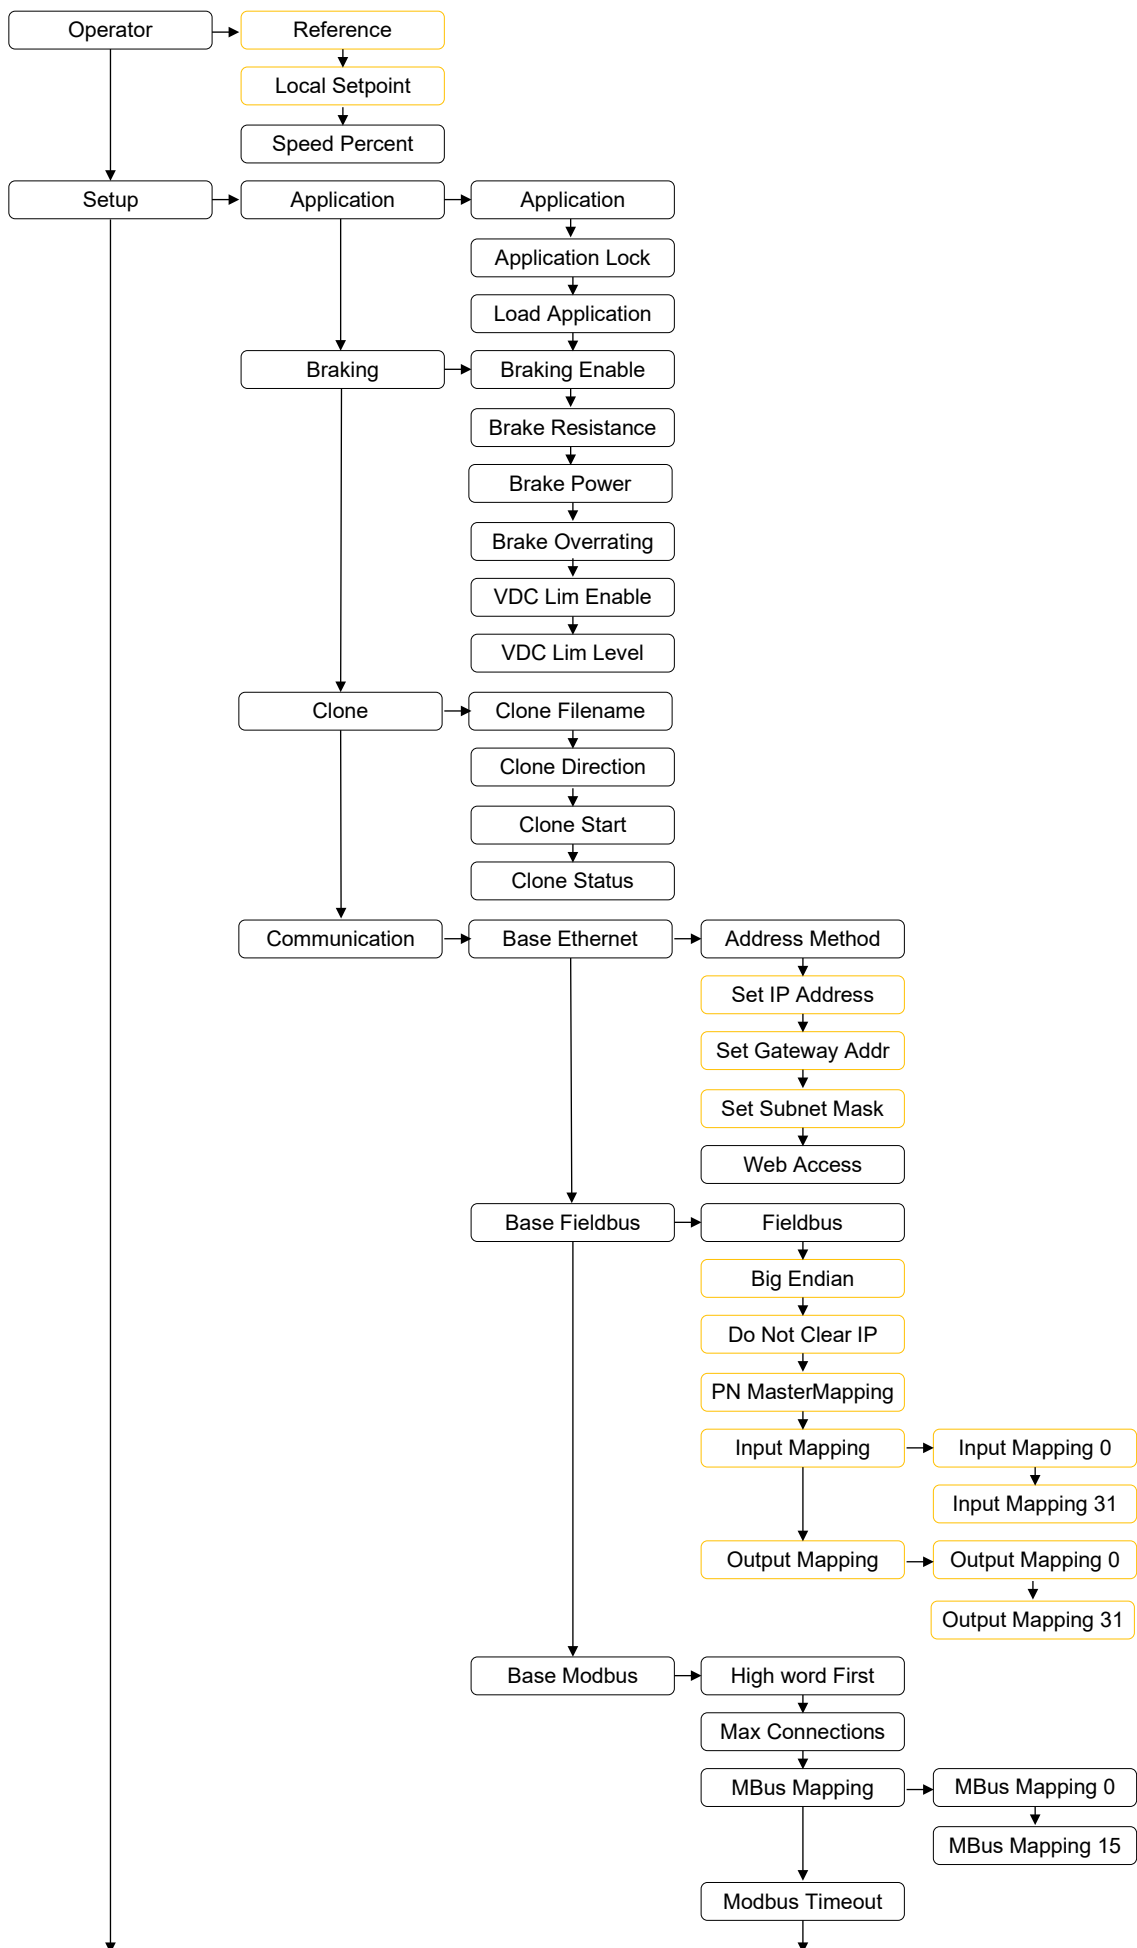 Operator
Reference
Local Setpoint
Speed Percent
Setup
Application
Application
Application Lock
Load Application
Braking
Braking Enable
Brake Resistance
Brake Power
Brake Overrating
VDC Lim Enable
VDC Lim Level
Clone
Clone Filename
Clone Direction
Clone Start
Clone Status
Communication
Base Ethernet
Address Method
Set IP Address
Set Gateway Addr
Set Subnet Mask
Web Access
Base Fieldbus
Fieldbus
Big Endian
Do Not Clear IP
PN MasterMapping
Input Mapping
Input Mapping 0
Input Mapping 31
Output Mapping
Output Mapping 0
Output Mapping 31
Base Modbus
High word First
Max Connections
MBus Mapping
MBus Mapping 0
MBus Mapping 15
Modbus Timeout